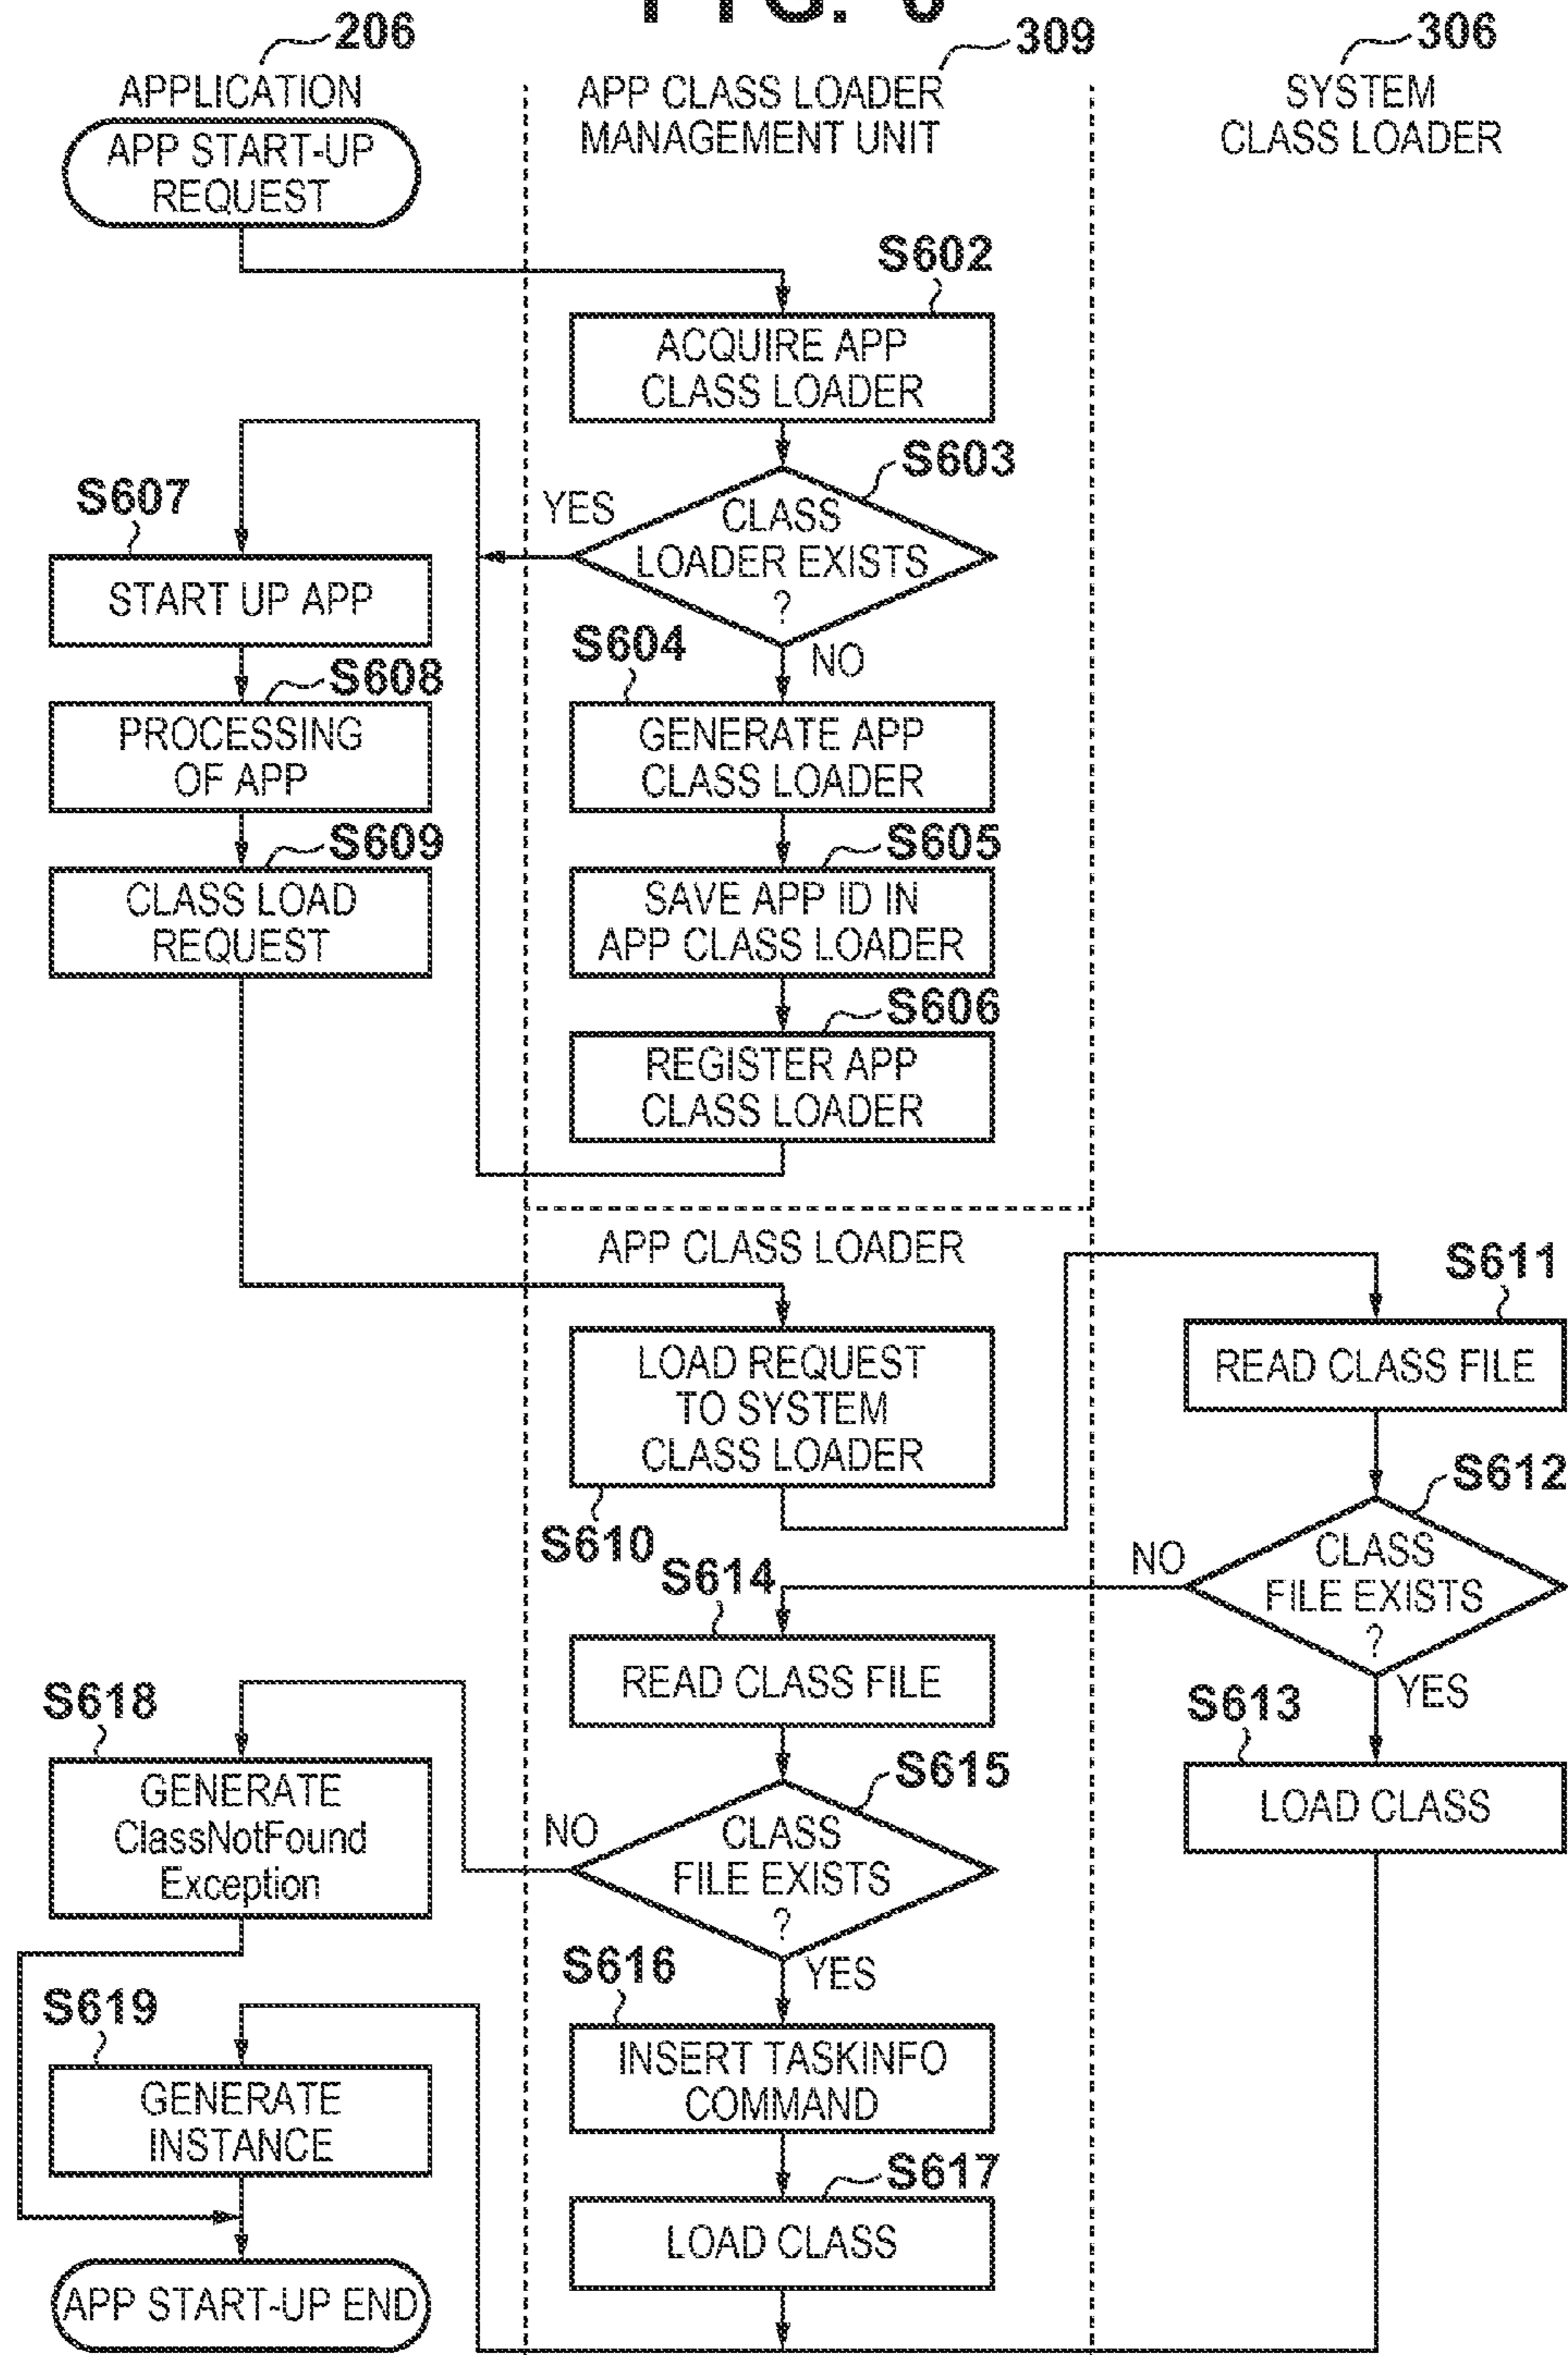 FIG. 6
206
APPLICATION
APP START-UP
REQUEST
309
APP CLASS LOADER
MANAGEMENT UNIT
306
SYSTEM
CLASS LOADER
S602
ACQUIRE APP
CLASS LOADER
S603
YES
CLASS
LOADER EXISTS
?
NO
S607
START UP APP
S604
GENERATE APP
CLASS LOADER
S608
PROCESSING
OF APP
S605
SAVE APP ID IN
APP CLASS LOADER
S609
CLASS LOAD
REQUEST
S606
REGISTER APP
CLASS LOADER
APP CLASS LOADER
LOAD REQUEST
TO SYSTEM
CLASS LOADER
S610
S611
READ CLASS FILE
S612
NO
CLASS
FILE EXISTS
?
YES
S614
READ CLASS FILE
S613
LOAD CLASS
S615
NO
CLASS
FILE EXISTS
?
YES
S618
GENERATE
ClassNotFound
Exception
S616
INSERT TASKINFO
COMMAND
S619
GENERATE
INSTANCE
S617
LOAD CLASS
APP START-UP END